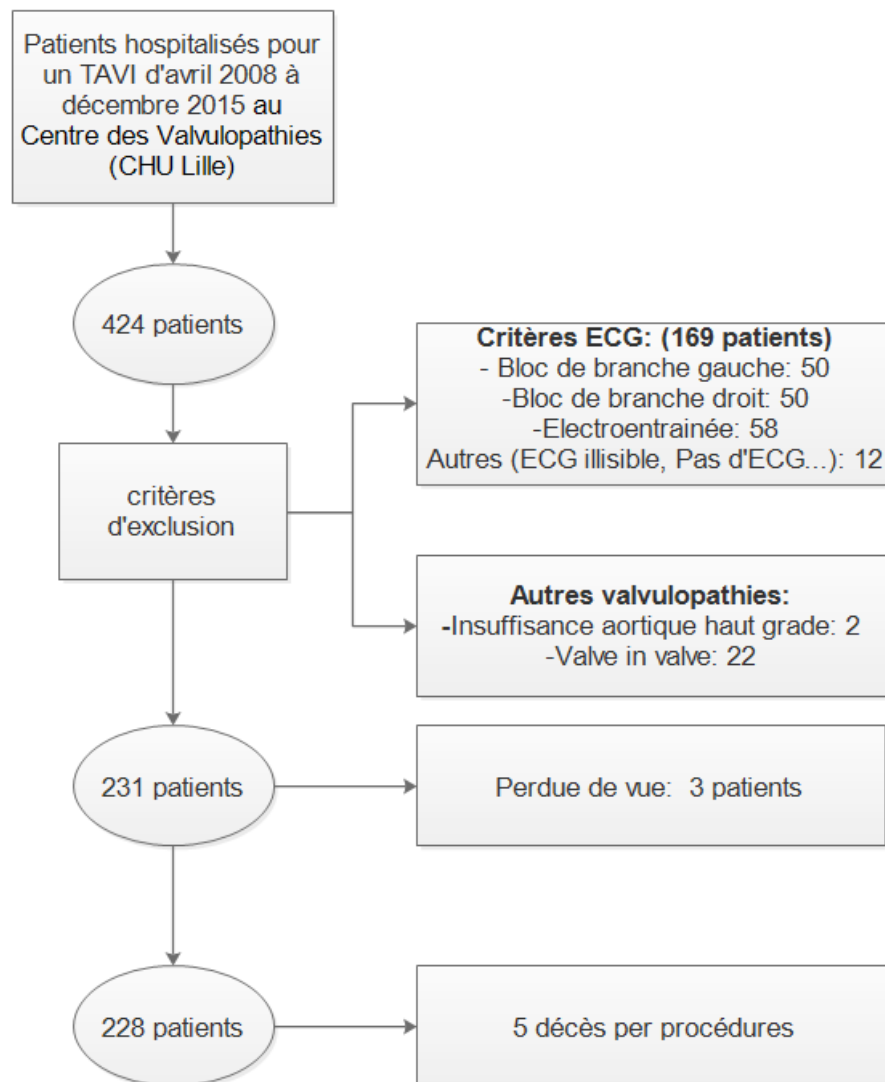 Patients hospitalisés pour
un TAVI d'avril 2008 à
décembre 2015 au
Centre des Valvulopathies
(CHU Lille)
424 patients
critères
d'exclusion
Critères ECG: (169 patients)
- Bloc de branche gauche: 50
-Bloc de branche droit: 50
-Electroentrainée: 58
Autres (ECG illisible, Pas d'ECG...): 12
Autres valvulopathies:
-Insuffisance aortique haut grade: 2
-Valve in valve: 22
231 patients
Perdue de vue: 3 patients
228 patients
5 décès per procédures